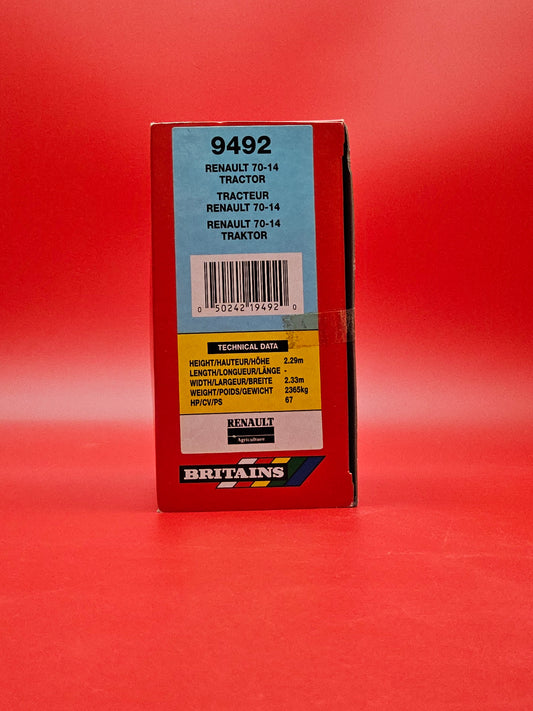 9492
RENAULT 70-14
TRACTOR
TRACTEUR
RENAULT 70-14
RENAULT 70-14
TRAKTOR
0 50242 19492 0
TECHNICAL DATA
HEIGHT/HAUTEUR/HÖHE 2.29m
LENGTH/LONGUEUR/LÄNGE -
WIDTH/LARGEUR/BREITE 2.33m
WEIGHT/POIDS/GEWICHT 2365kg
HP/CV/PS 67
RENAULT
Agriculture
BRITAINS